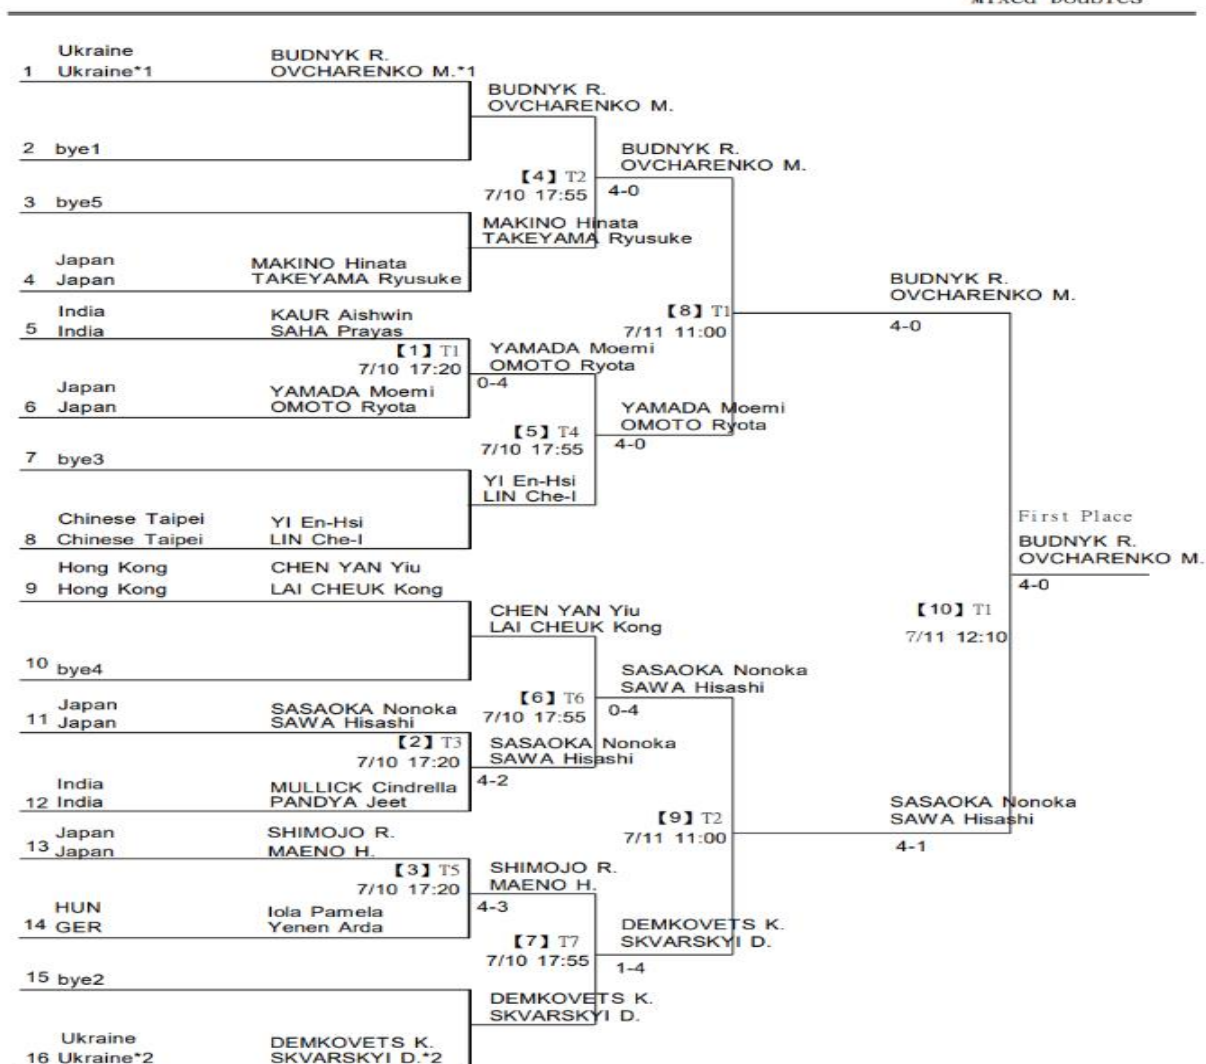 Mixed Doubles
Ukraine BUDNYK R.
1 Ukraine*1 OVCHARENKO M.*1
BUDNYK R.
OVCHARENKO M.
2 bye1
BUDNYK R.
OVCHARENKO M.
【4】 T2
7/10 17:55 4-0
3 bye5
MAKINO Hinata
TAKEYAMA Ryusuke
Japan MAKINO Hinata
4 Japan TAKEYAMA Ryusuke
BUDNYK R.
OVCHARENKO M.
India KAUR Aishwin
5 India SAHA Prayas
【8】 T1
7/11 11:00 4-0
【1】 T1
7/10 17:20
YAMADA Moemi
OMOTO Ryota
0-4
Japan YAMADA Moemi
6 Japan OMOTO Ryota
YAMADA Moemi
OMOTO Ryota
【5】 T4
7/10 17:55 4-0
7 bye3
YI En-Hsi
LIN Che-I
Chinese Taipei YI En-Hsi
8 Chinese Taipei LIN Che-I
First Place
BUDNYK R.
OVCHARENKO M.
4-0
Hong Kong CHEN YAN Yiu
9 Hong Kong LAI CHEUK Kong
CHEN YAN Yiu
LAI CHEUK Kong
【10】 T1
7/11 12:10
10 bye4
SASAOKA Nonoka
SAWA Hisashi
【6】 T6
7/10 17:55 0-4
Japan SASAOKA Nonoka
11 Japan SAWA Hisashi
【2】 T3
7/10 17:20
SASAOKA Nonoka
SAWA Hisashi
4-2
India MULLICK Cindrella
12 India PANDYA Jeet
【9】 T2
7/11 11:00
SASAOKA Nonoka
SAWA Hisashi
4-1
Japan SHIMOJO R.
13 Japan MAENO H.
【3】 T5
7/10 17:20
SHIMOJO R.
MAENO H.
4-3
HUN Iola Pamela
14 GER Yenen Arda
DEMKOVETS K.
SKVARSKYI D.
【7】 T7
7/10 17:55 1-4
15 bye2
DEMKOVETS K.
SKVARSKYI D.
Ukraine DEMKOVETS K.
16 Ukraine*2 SKVARSKYI D.*2